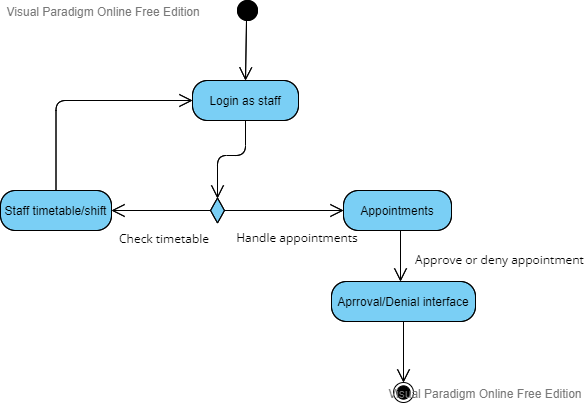 Visual Paradigm Online Free Edition
Login as staff
Staff timetable/shift
Appointments
Check timetable
Handle appointments
Approve or deny appointment
Aprroval/Denial interface
Visual Paradigm Online Free Edition